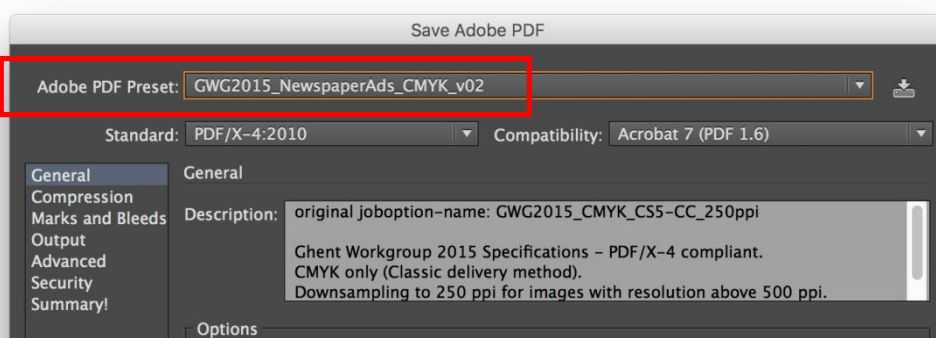 Save Adobe PDF
Adobe PDF Preset: GWG2015_NewspaperAds_CMYK_v02
Standard: PDF/X-4:2010 Compatibility: Acrobat 7 (PDF 1.6)
General
Compression
Marks and Bleeds
Output
Advanced
Security
Summary!
General
Description: original joboption-name: GWG2015_CMYK_CS5-CC_250ppi
Ghent Workgroup 2015 Specifications - PDF/X-4 compliant.
CMYK only (Classic delivery method).
Downsampling to 250 ppi for images with resolution above 500 ppi.
Options